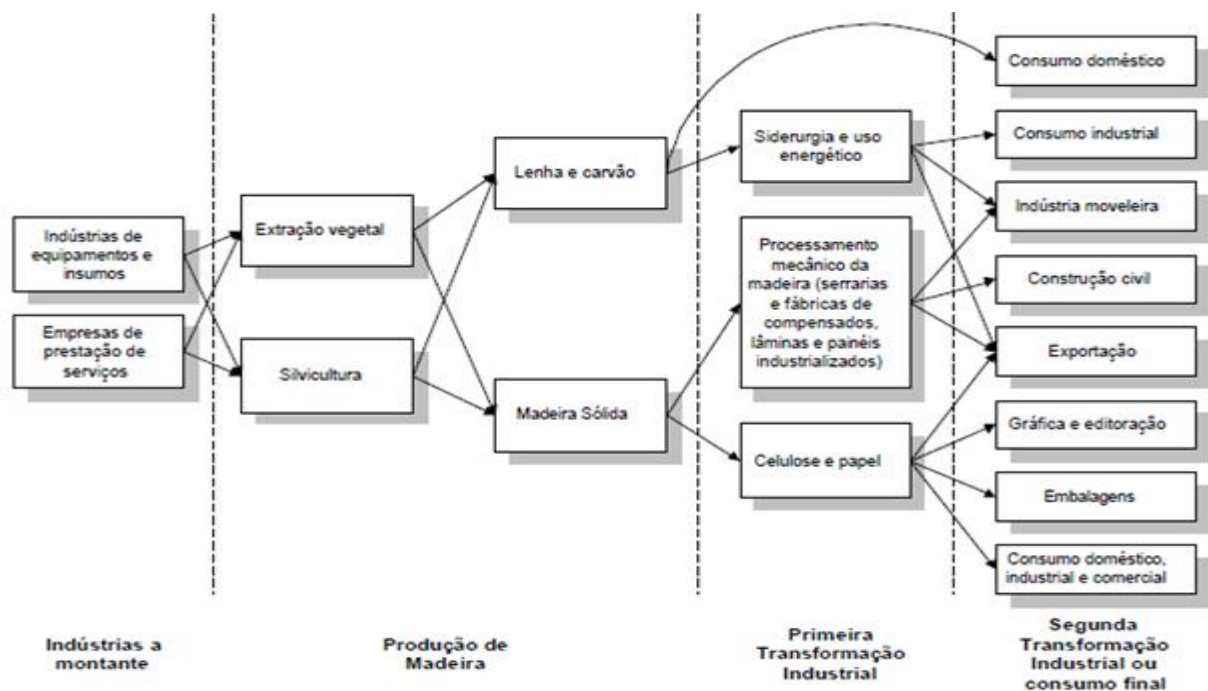 Indústrias de
equipamentos e
insumos
Empresas de
prestação de
serviços
Extração vegetal
Silvicultura
Lenha e carvão
Madeira Sólida
Siderurgia e uso
energético
Processamento
mecânico da
madeira (serrarias
e fábricas de
compensados,
lâminas e painéis
industrializados)
Celulose e papel
Consumo doméstico
Consumo industrial
Indústria moveleira
Construção civil
Exportação
Gráfica e editoração
Embalagens
Consumo doméstico,
industrial e comercial
Indústrias a
montante
Produção de
Madeira
Primeira
Transformação
Industrial
Segunda
Transformação
Industrial ou
consumo final